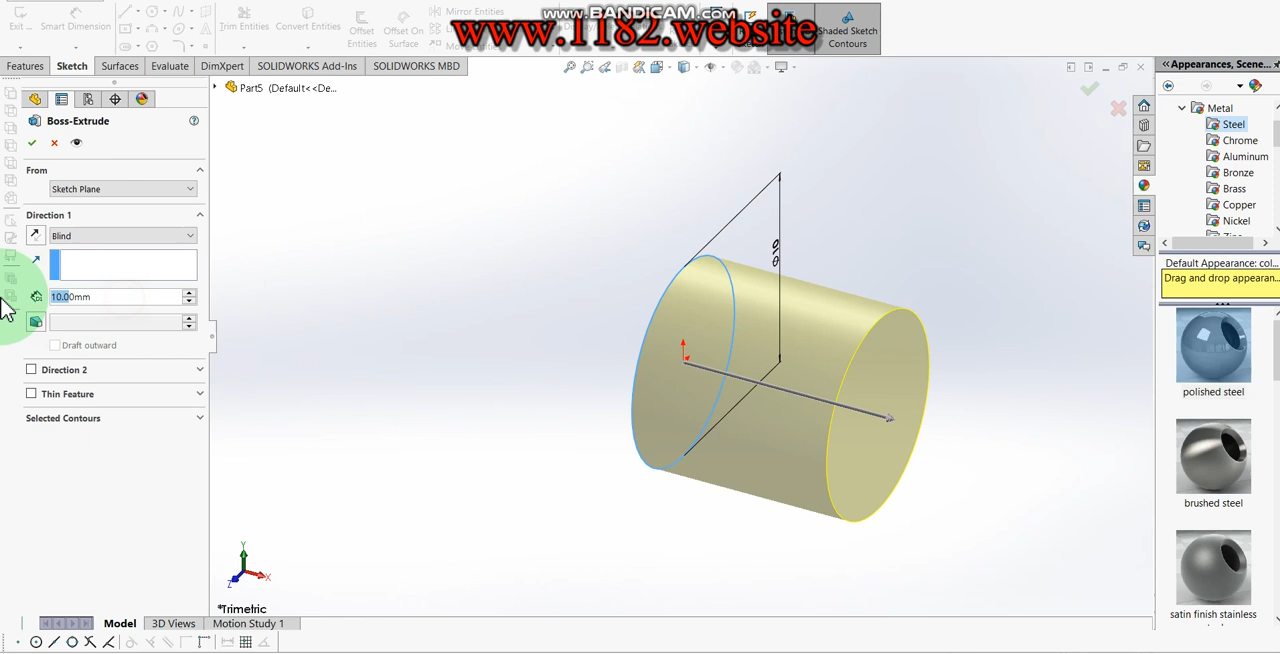 www.BANDICAM.COM
www.1182.website
Smart Dimension
Trim Entities
Convert Entities
Offset Entities
Offset On Surface
Mirror Entities
Shaded Sketch Contours
Features
Sketch
Surfaces
Evaluate
DimXpert
SOLIDWORKS Add-Ins
SOLIDWORKS MBD
Part5 (Default<<De...
Appearances, Scene...
Boss-Extrude
From
Sketch Plane
Direction 1
Blind
10.00mm
Draft outward
Direction 2
Thin Feature
Selected Contours
Metal
Steel
Chrome
Aluminum
Bronze
Brass
Copper
Nickel
Default Appearance: col...
Drag and drop appearan...
polished steel
brushed steel
satin finish stainless
Y
X
Z
*Trimetric
Model
3D Views
Motion Study 1